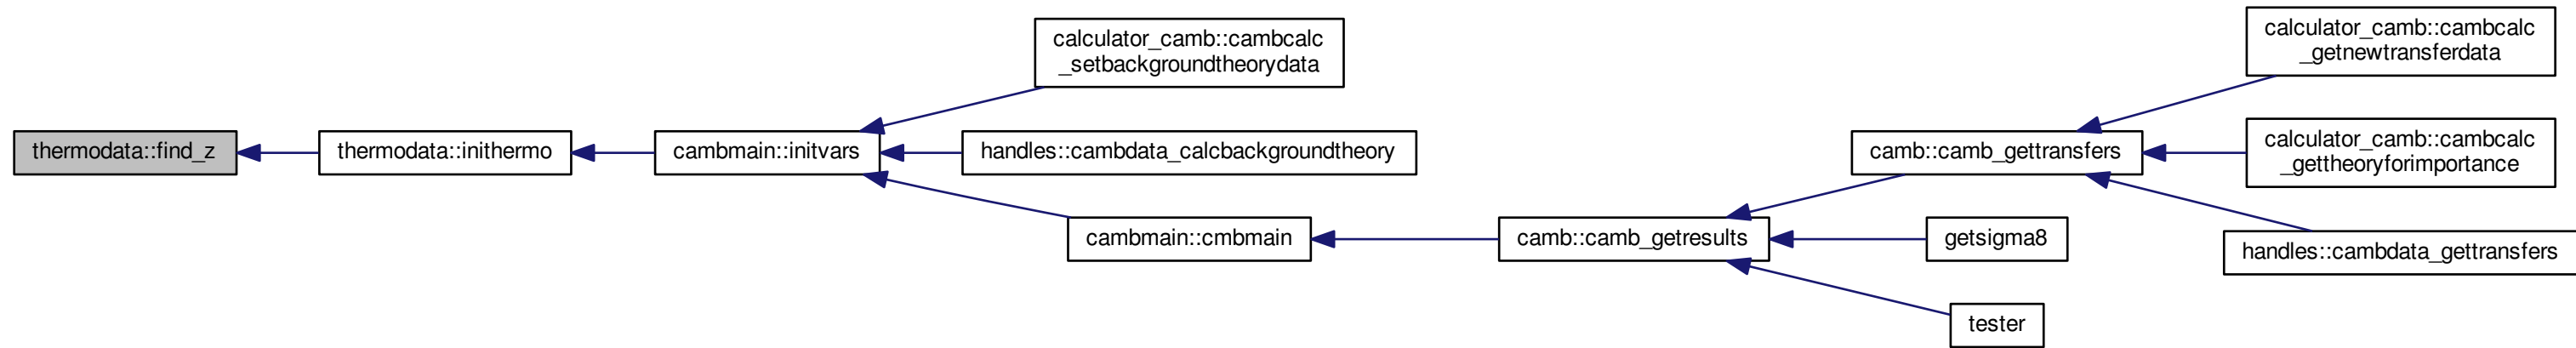 calculator_camb::cambcalc
_getnewtransferdata
calculator_camb::cambcalc
_setbackgroundtheorydata
thermodata::find_z
thermodata::inithermo
cambmain::initvars
handles::cambdata_calcbackgroundtheory
camb::camb_gettransfers
calculator_camb::cambcalc
_gettheoryforimportance
cambmain::cmbmain
camb::camb_getresults
getsigma8
handles::cambdata_gettransfers
tester